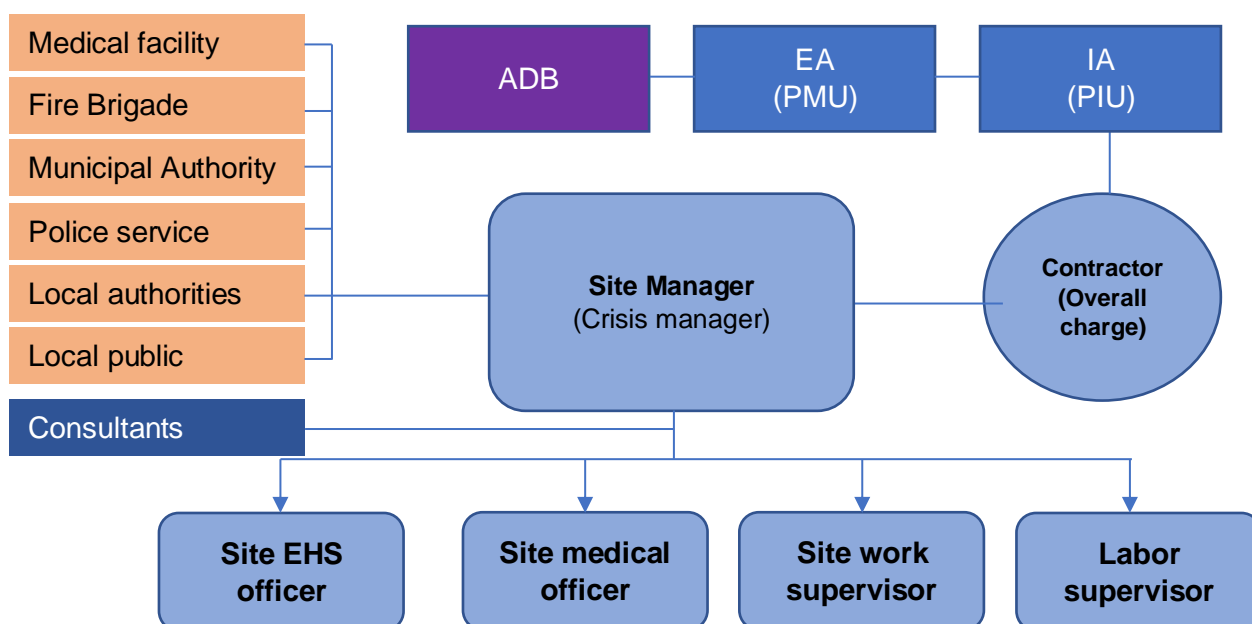 Medical facility
Fire Brigade
Municipal Authority
Police service
Local authorities
Local public
Consultants
ADB
EA
(PMU)
IA
(PIU)
Site Manager
(Crisis manager)
Contractor
(Overall
charge)
Site EHS
officer
Site medical
officer
Site work
supervisor
Labor
supervisor